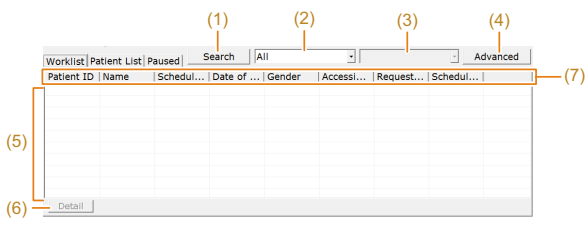 (1) (2) (3) (4)
Worklist Patient List Paused Search All Advanced
Patient ID Name Schedul... Date of ... Gender Accessi... Request... Schedul... (7)
(5)
(6) Detail